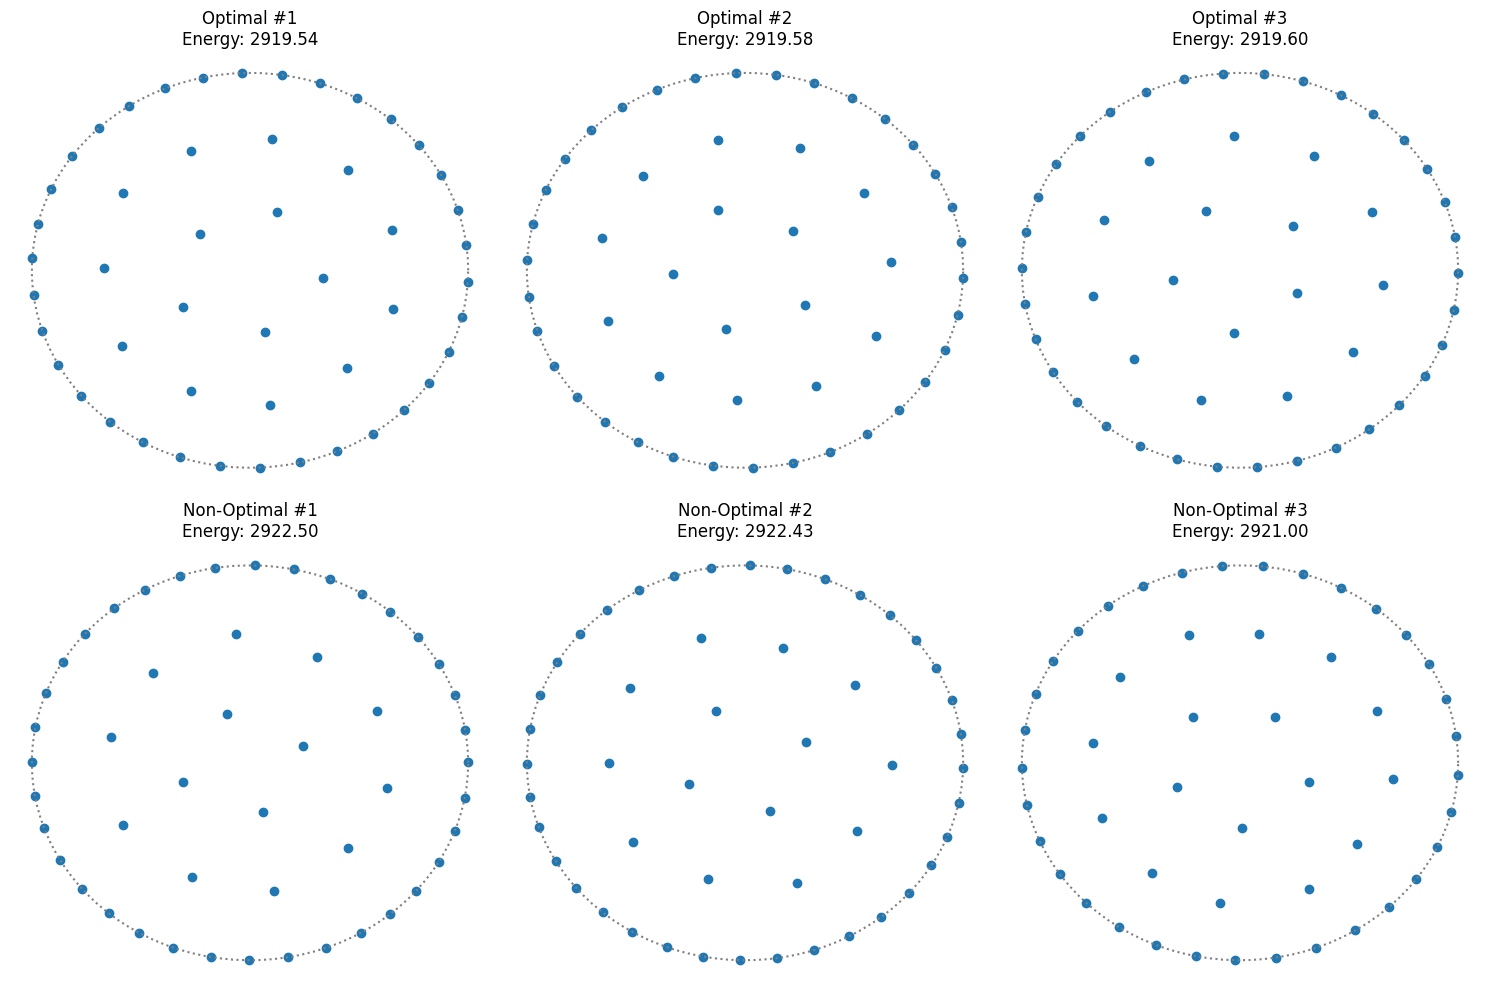 Optimal #1
Energy: 2919.54
Optimal #2
Energy: 2919.58
Optimal #3
Energy: 2919.60
Non-Optimal #1
Energy: 2922.50
Non-Optimal #2
Energy: 2922.43
Non-Optimal #3
Energy: 2921.00